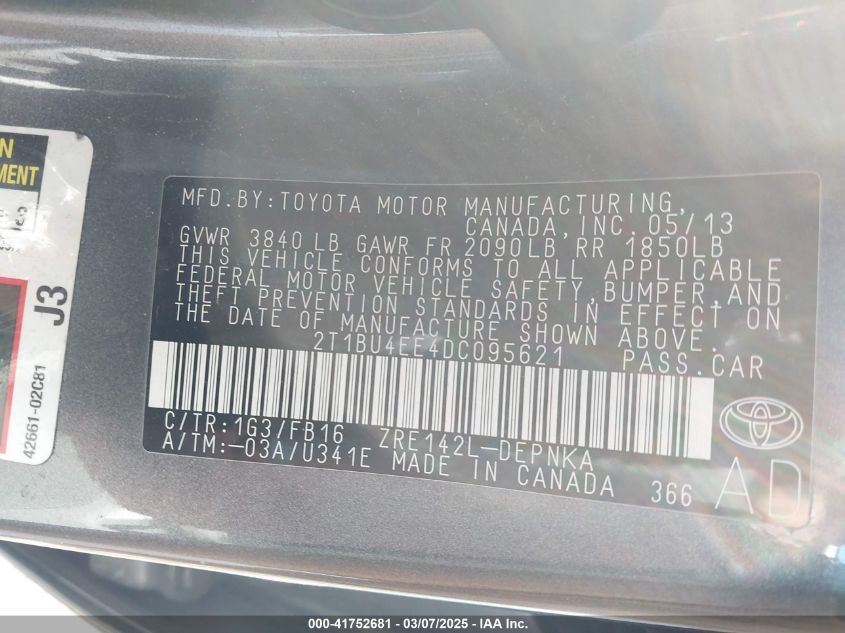 N
MENT
J3
42661-02C81
MFD.BY:TOYOTA MOTOR MANUFACTURING,
CANADA,INC. 05/13
GVWR 3840 LB GAWR FR 2090LB RR 1850LB
THIS VEHICLE CONFORMS TO ALL APPLICABLE
FEDERAL MOTOR VEHICLE SAFETY,BUMPER,AND
THEFT PREVENTION STANDARDS IN EFFECT ON
THE DATE OF MANUFACTURE SHOWN ABOVE.
2T1BU4EE4DC095621 PASS.CAR
C/TR:1G3/FB16 ZRE142L-DEPNKA
A/TM:-03A/U341E MADE IN CANADA 366
AD
000-41752681 - 03/07/2025 - IAA Inc.